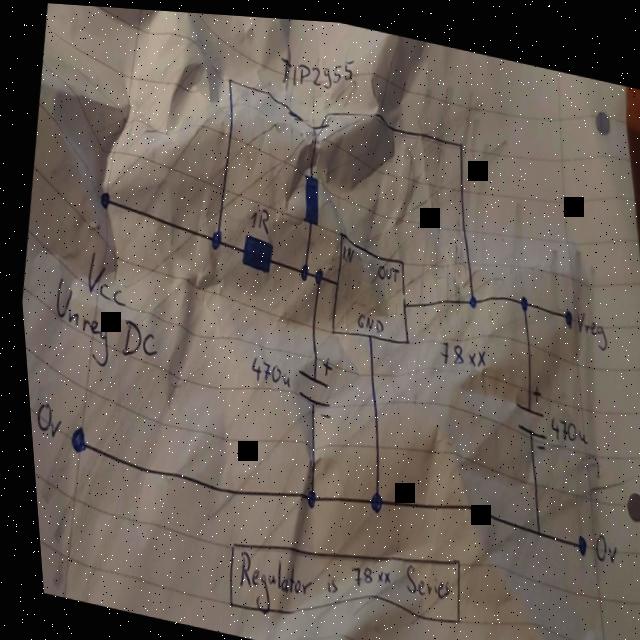 TIP2955
1R
IN
OUT
GND
Vcc
Unreg DC
470u
+
78xx
Vreg
+
470u
-
0v
0v
Regulator is 78xx Series